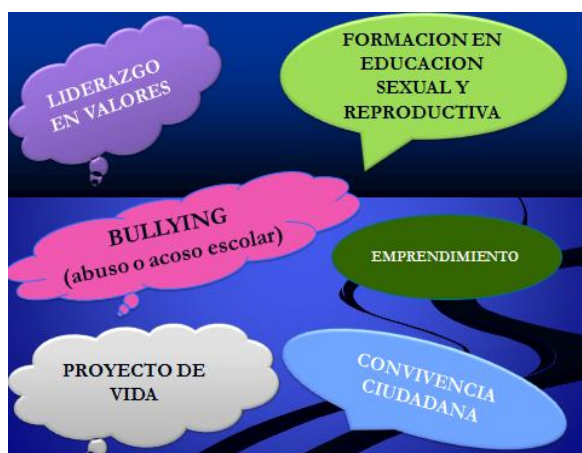 LIDERAZGO
EN VALORES
FORMACION EN
EDUCACION
SEXUAL Y
REPRODUCTIVA
BULLYING
(abuso o acoso escolar)
EMPRENDIMIENTO
PROYECTO DE
VIDA
CONVIVENCIA
CIUDADANA